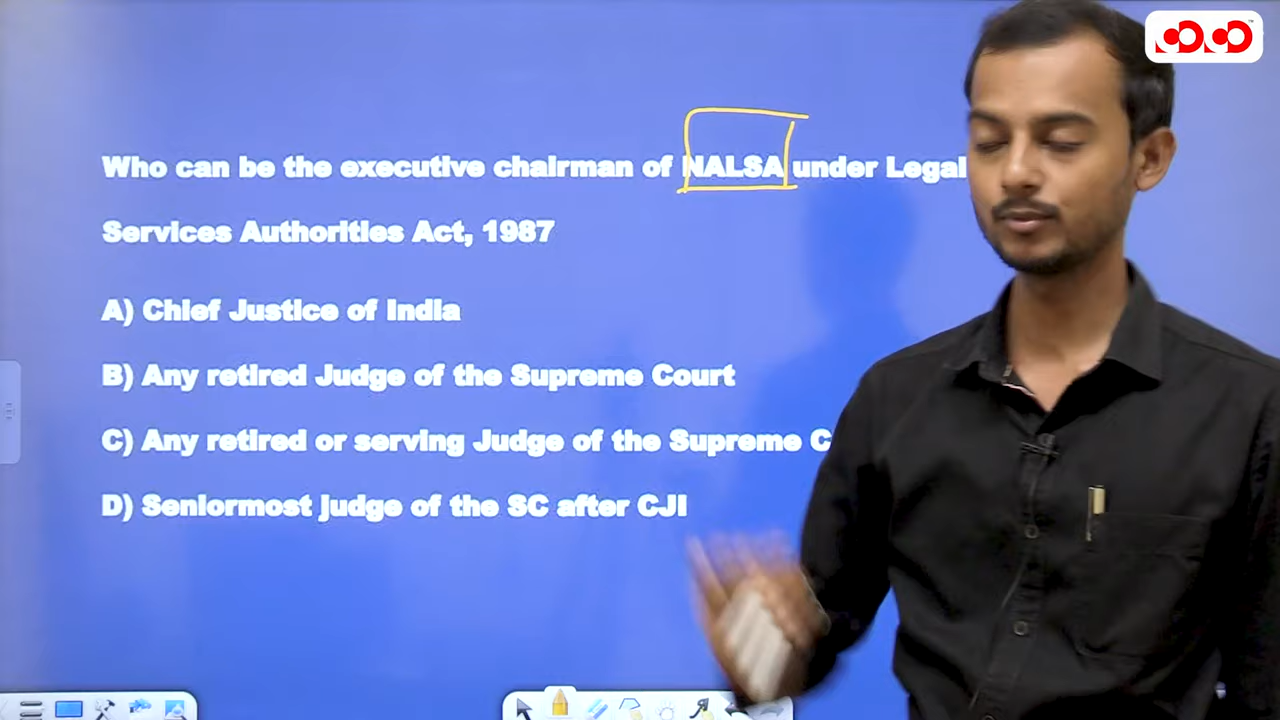 Who can be the executive chairman of NALSA under Legal
Services Authorities Act, 1987
A) Chief Justice of India
B) Any retired Judge of the Supreme Court
C) Any retired or serving Judge of the Supreme C
D) Seniormost judge of the SC after CJI